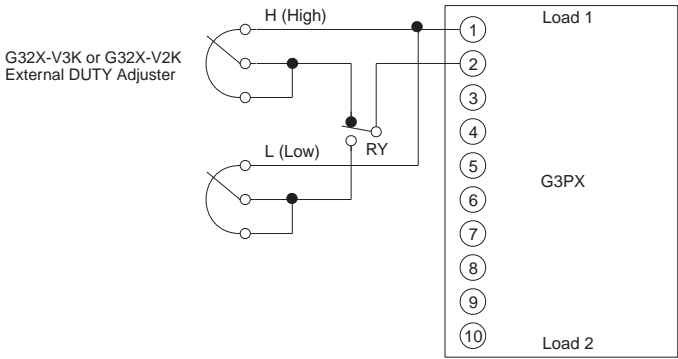 H (High)
Load 1
G32X-V3K or G32X-V2K
External DUTY Adjuster
1
2
3
4
RY
L (Low)
5
G3PX
6
7
8
9
10
Load 2